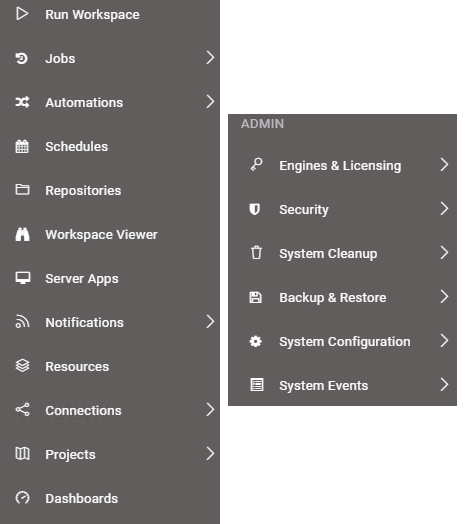 Run Workspace
Jobs
Automations
Schedules
Repositories
Workspace Viewer
Server Apps
Notifications
Resources
Connections
Projects
Dashboards
ADMIN
Engines & Licensing
Security
System Cleanup
Backup & Restore
System Configuration
System Events